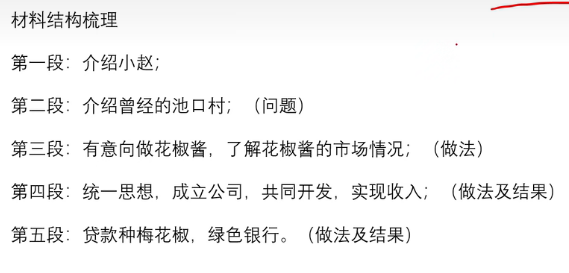 材料结构梳理
第一段：介绍小赵；
第二段：介绍曾经的池口村；（问题）
第三段：有意向做花椒酱，了解花椒酱的市场情况；（做法）
第四段：统一思想，成立公司，共同开发，实现收入；（做法及结果）
第五段：贷款种梅花椒，绿色银行。（做法及结果）